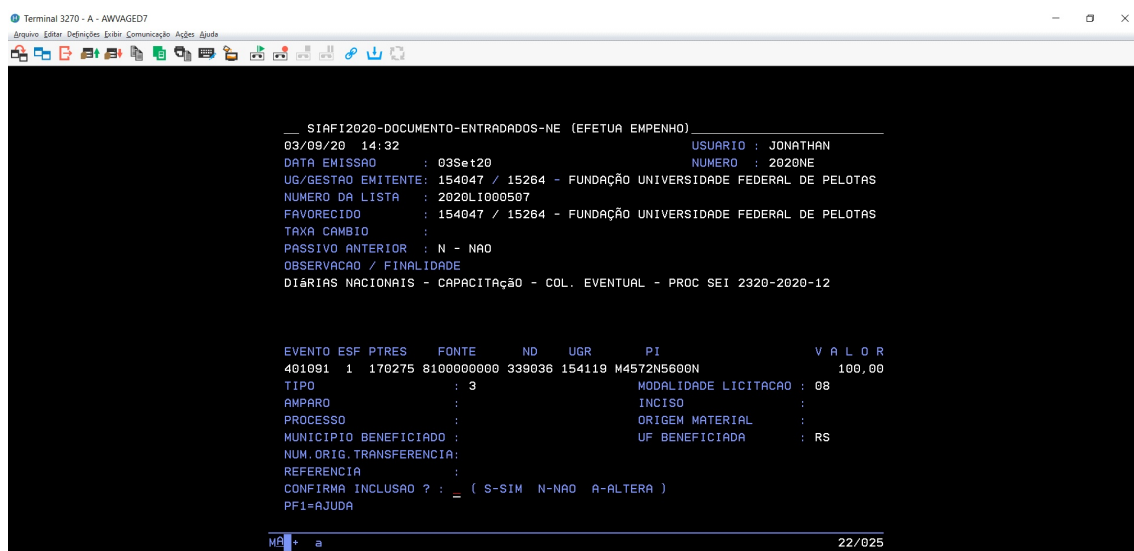 Terminal 3270 - A - AWVAGED7
Arquivo Editar Definições Exibir Comunicação Ações Ajuda
__ SIAFI2020-DOCUMENTO-ENTRADADOS-NE (EFETUA EMPENHO)______________________
03/09/20 14:32 USUARIO : JONATHAN
DATA EMISSAO : 03Set20 NUMERO : 2020NE
UG/GESTAO EMITENTE: 154047 / 15264 - FUNDAÇÃO UNIVERSIDADE FEDERAL DE PELOTAS
NUMERO DA LISTA : 2020LI000507
FAVORECIDO : 154047 / 15264 - FUNDAÇÃO UNIVERSIDADE FEDERAL DE PELOTAS
TAXA CAMBIO :
PASSIVO ANTERIOR : N - NAO
OBSERVACAO / FINALIDADE
DIáRIAS NACIONAIS - CAPACITAçãO - COL. EVENTUAL - PROC SEI 2320-2020-12
EVENTO ESF PTRES FONTE ND UGR PI V A L O R
401091 1 170275 8100000000 339036 154119 M4572N5600N 100,00
TIPO : 3 MODALIDADE LICITACAO : 08
AMPARO : INCISO :
PROCESSO : ORIGEM MATERIAL :
MUNICIPIO BENEFICIADO : UF BENEFICIADA : RS
NUM.ORIG.TRANSFERENCIA:
REFERENCIA :
CONFIRMA INCLUSAO ? : _ ( S-SIM N-NAO A-ALTERA )
PF1=AJUDA
MA + a 22/025